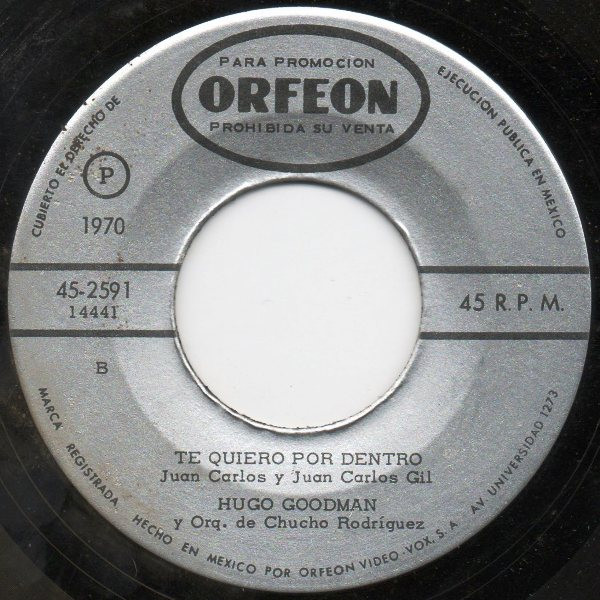 PARA PROMOCION
ORFEON
PROHIBIDA SU VENTA
CUBIERTO EL DERECHO DE
EJECUCION PUBLICA EN MEXICO
P
1970
45-2591
14441
45 R.P.M.
B
TE QUIERO POR DENTRO
Juan Carlos y Juan Carlos Gil
HUGO GOODMAN
y Orq. de Chucho Rodríguez
MARCA REGISTRADA. HECHO EN MEXICO POR ORFEON VIDEO-VOX, S. A. AV. UNIVERSIDAD 1273